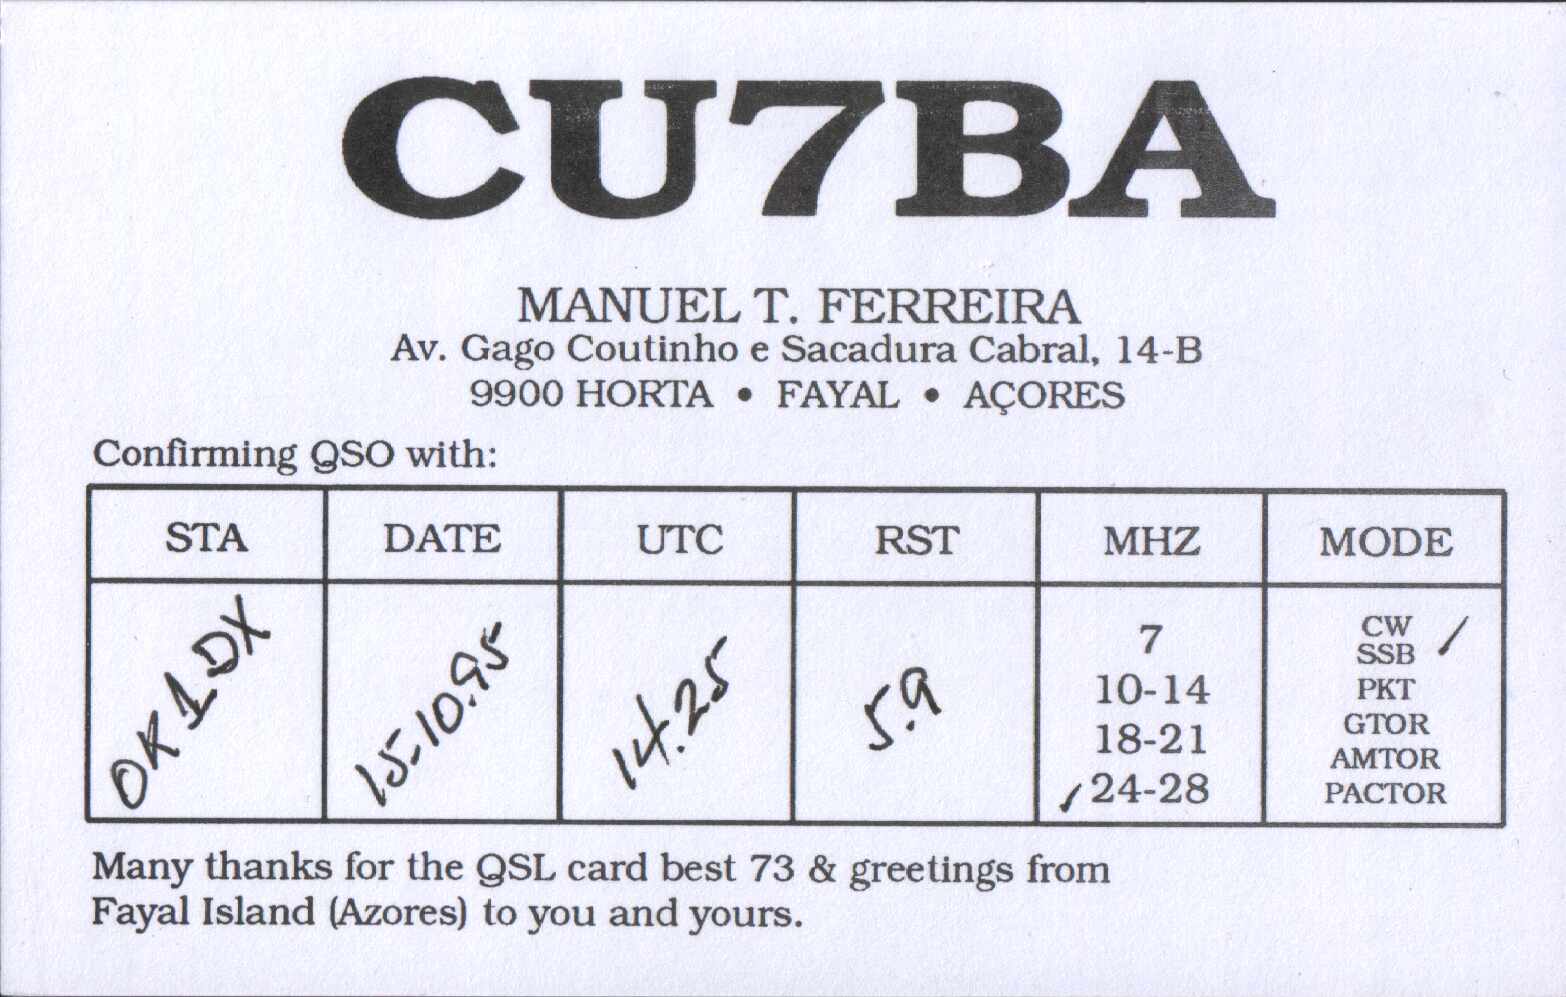 CU7BA
MANUEL T. FERREIRA
Av. Gago Coutinho e Sacadura Cabral, 14-B
9900 HORTA • FAYAL • AÇORES
Confirming QSO with:
STA DATE UTC RST MHZ MODE
OK1DX 15-10.95 14.25 5.9
7
10-14
18-21
24-28
CW
SSB
PKT
GTOR
AMTOR
PACTOR
Many thanks for the QSL card best 73 & greetings from
Fayal Island (Azores) to you and yours.